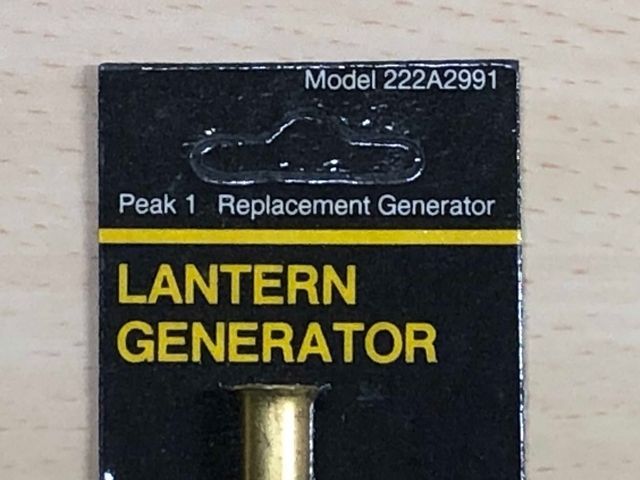 Model 222A2991
Peak 1 Replacement Generator
LANTERN
GENERATOR